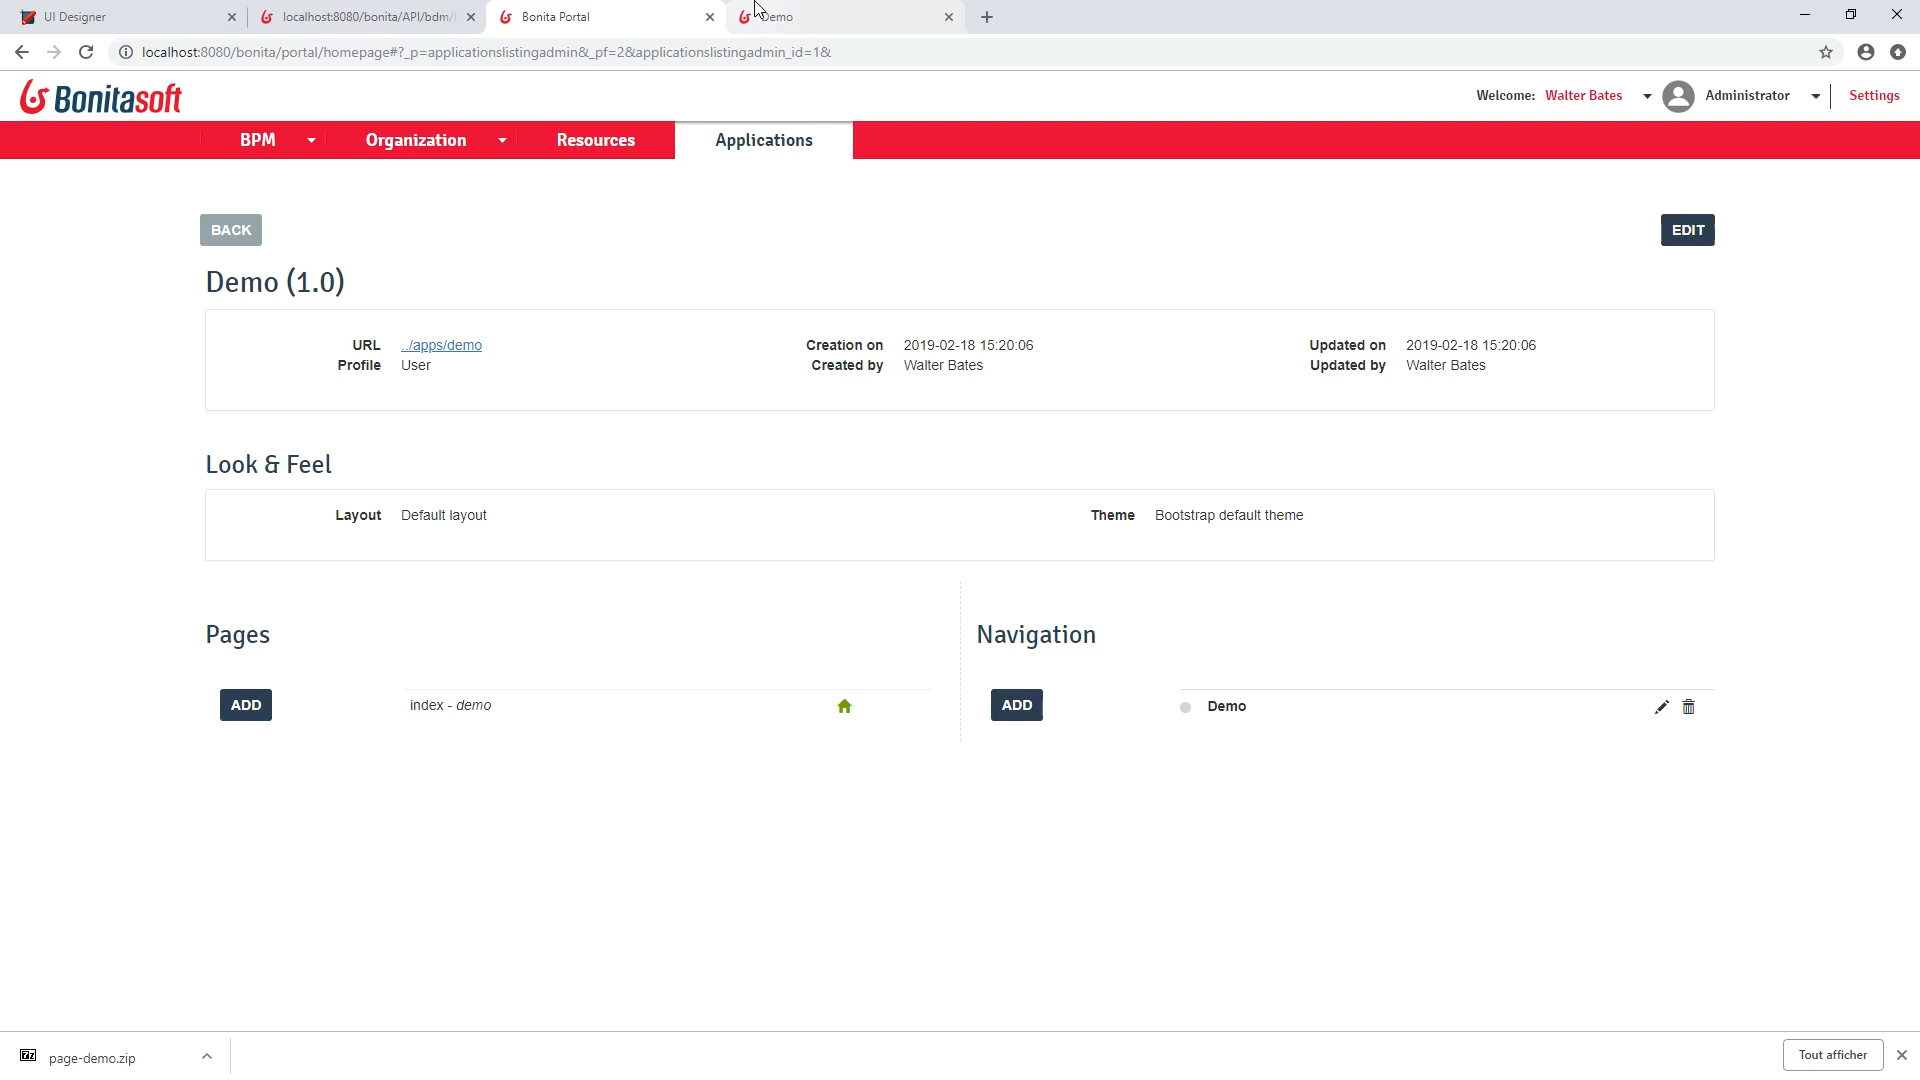 UI Designer
localhost:8080/bonita/API/bdm/
Bonita Portal
Demo
localhost:8080/bonita/portal/homepage#?_p=applicationslistingadmin&_pf=2&applicationslistingadmin_id=1&
Bonitasoft
Welcome: Walter Bates
Administrator
Settings
BPM
Organization
Resources
Applications
BACK
EDIT
Demo (1.0)
URL ../apps/demo
Creation on 2019-02-18 15:20:06
Updated on 2019-02-18 15:20:06
Profile User
Created by Walter Bates
Updated by Walter Bates
Look & Feel
Layout Default layout
Theme Bootstrap default theme
Pages
Navigation
ADD
index - demo
ADD
Demo
7z
page-demo.zip
Tout afficher